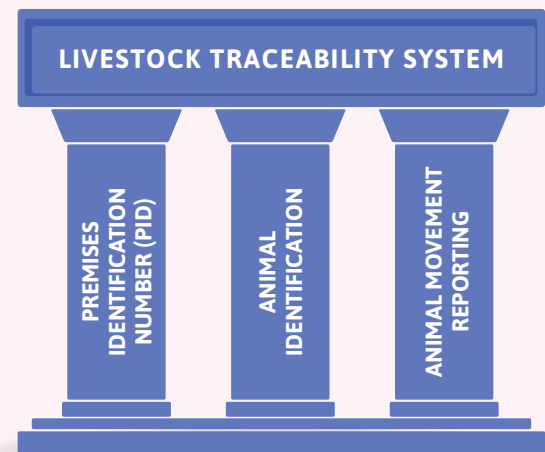 LIVESTOCK TRACEABILITY SYSTEM
PREMISES
IDENTIFICATION
NUMBER (PID)
ANIMAL
IDENTIFICATION
ANIMAL MOVEMENT
REPORTING